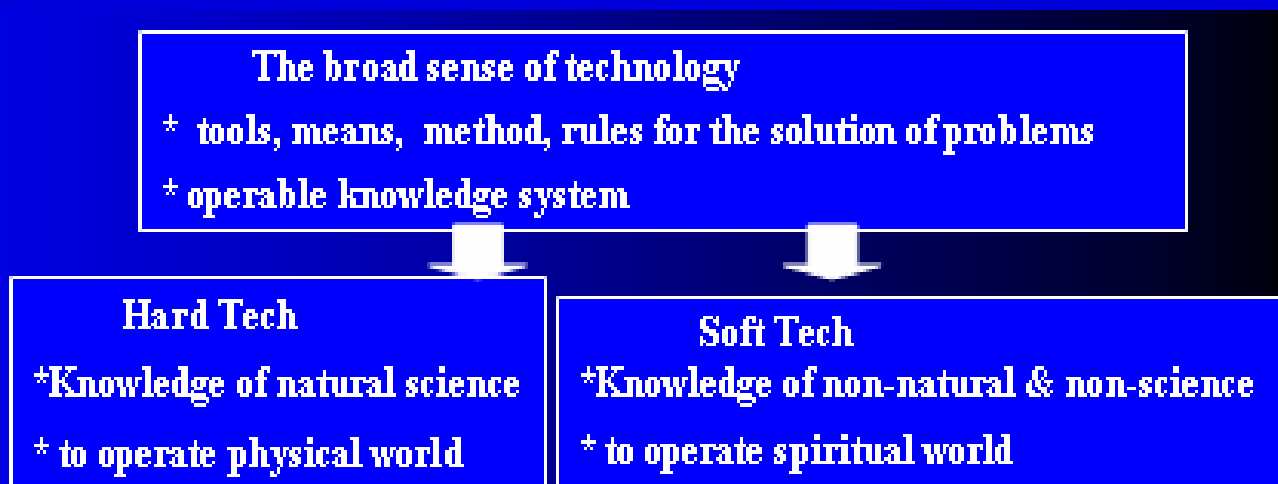 The broad sense of technology
* tools, means, method, rules for the solution of problems
* operable knowledge system
Hard Tech
*Knowledge of natural science
* to operate physical world
Soft Tech
*Knowledge of non-natural & non-science
* to operate spiritual world